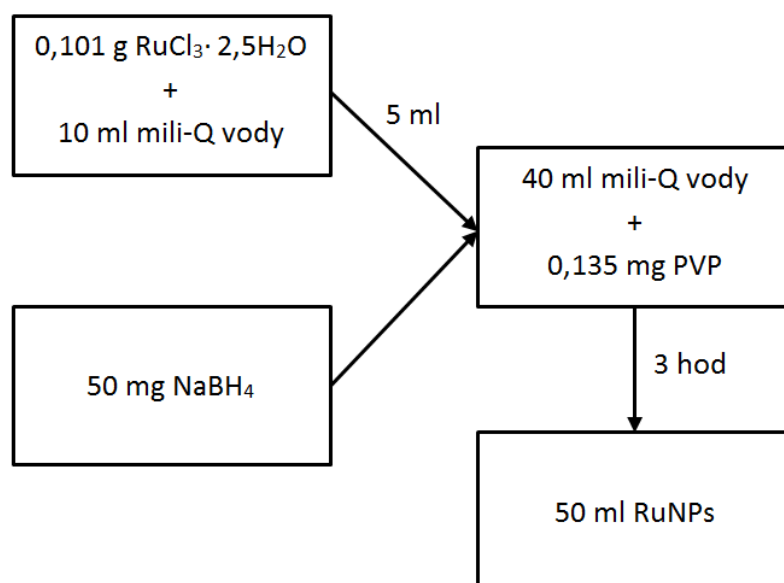 0,101 g RuCl₃· 2,5H₂O
+
10 ml mili-Q vody
5 ml
40 ml mili-Q vody
+
0,135 mg PVP
50 mg NaBH₄
3 hod
50 ml RuNPs